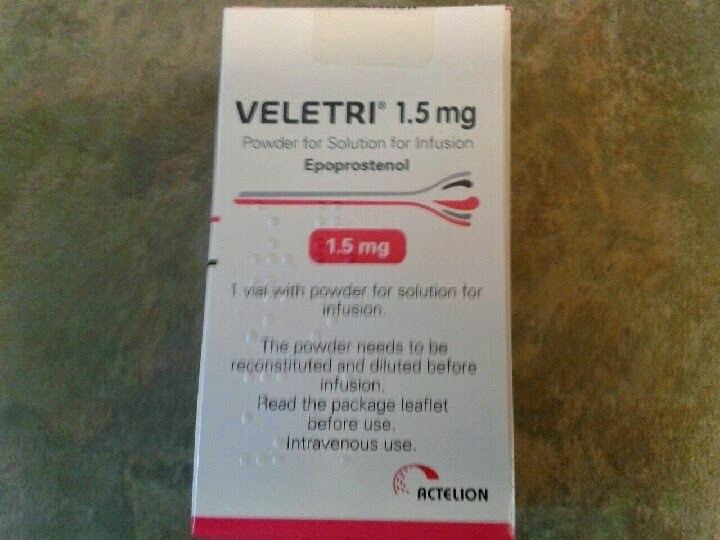 VELETRI® 1.5 mg
Powder for Solution for Infusion
Epoprostenol
1.5 mg
1 vial with powder for solution for
infusion.
The powder needs to be
reconstituted and diluted before
infusion.
Read the package leaflet
before use.
Intravenous use.
ACTELION